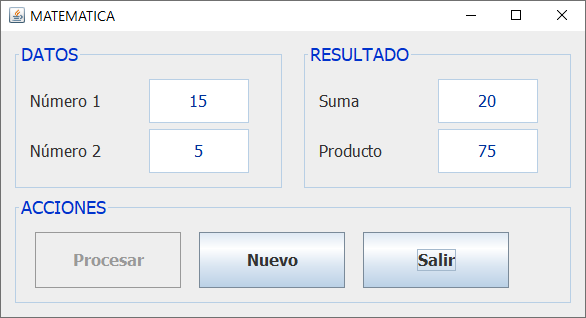 MATEMATICA
DATOS
Número 1 15
Número 2 5
RESULTADO
Suma 20
Producto 75
ACCIONES
Procesar Nuevo Salir